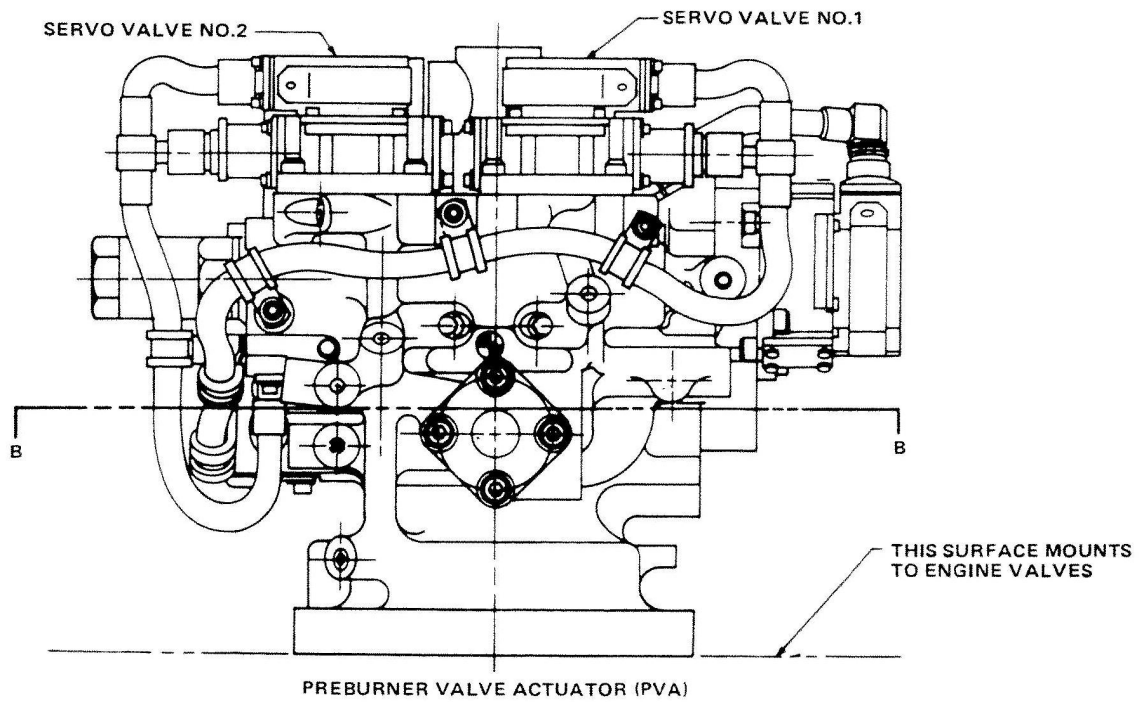 SERVO VALVE NO.2
SERVO VALVE NO.1
B
B
THIS SURFACE MOUNTS
TO ENGINE VALVES
PREBURNER VALVE ACTUATOR (PVA)